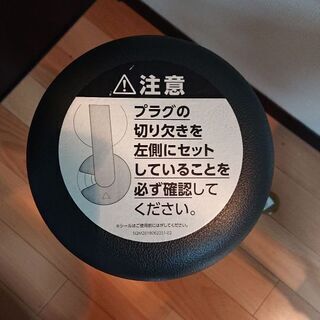 注意
プラグの
切り欠きを
左側にセット
していることを
必ず確認して
ください。
※シールはご使用前にはがしてください。